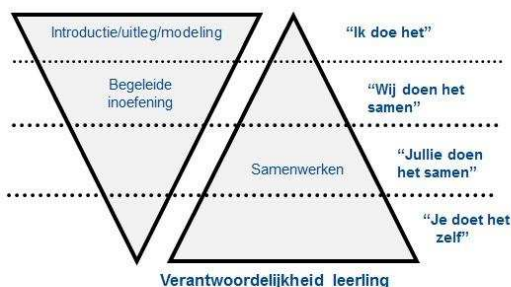 Introductie/uitleg/modeling
“Ik doe het”
Begeleide
inoefening
“Wij doen het
samen”
Samenwerken
“Jullie doen
het samen”
“Je doet het
zelf”
Verantwoordelijkheid leerling